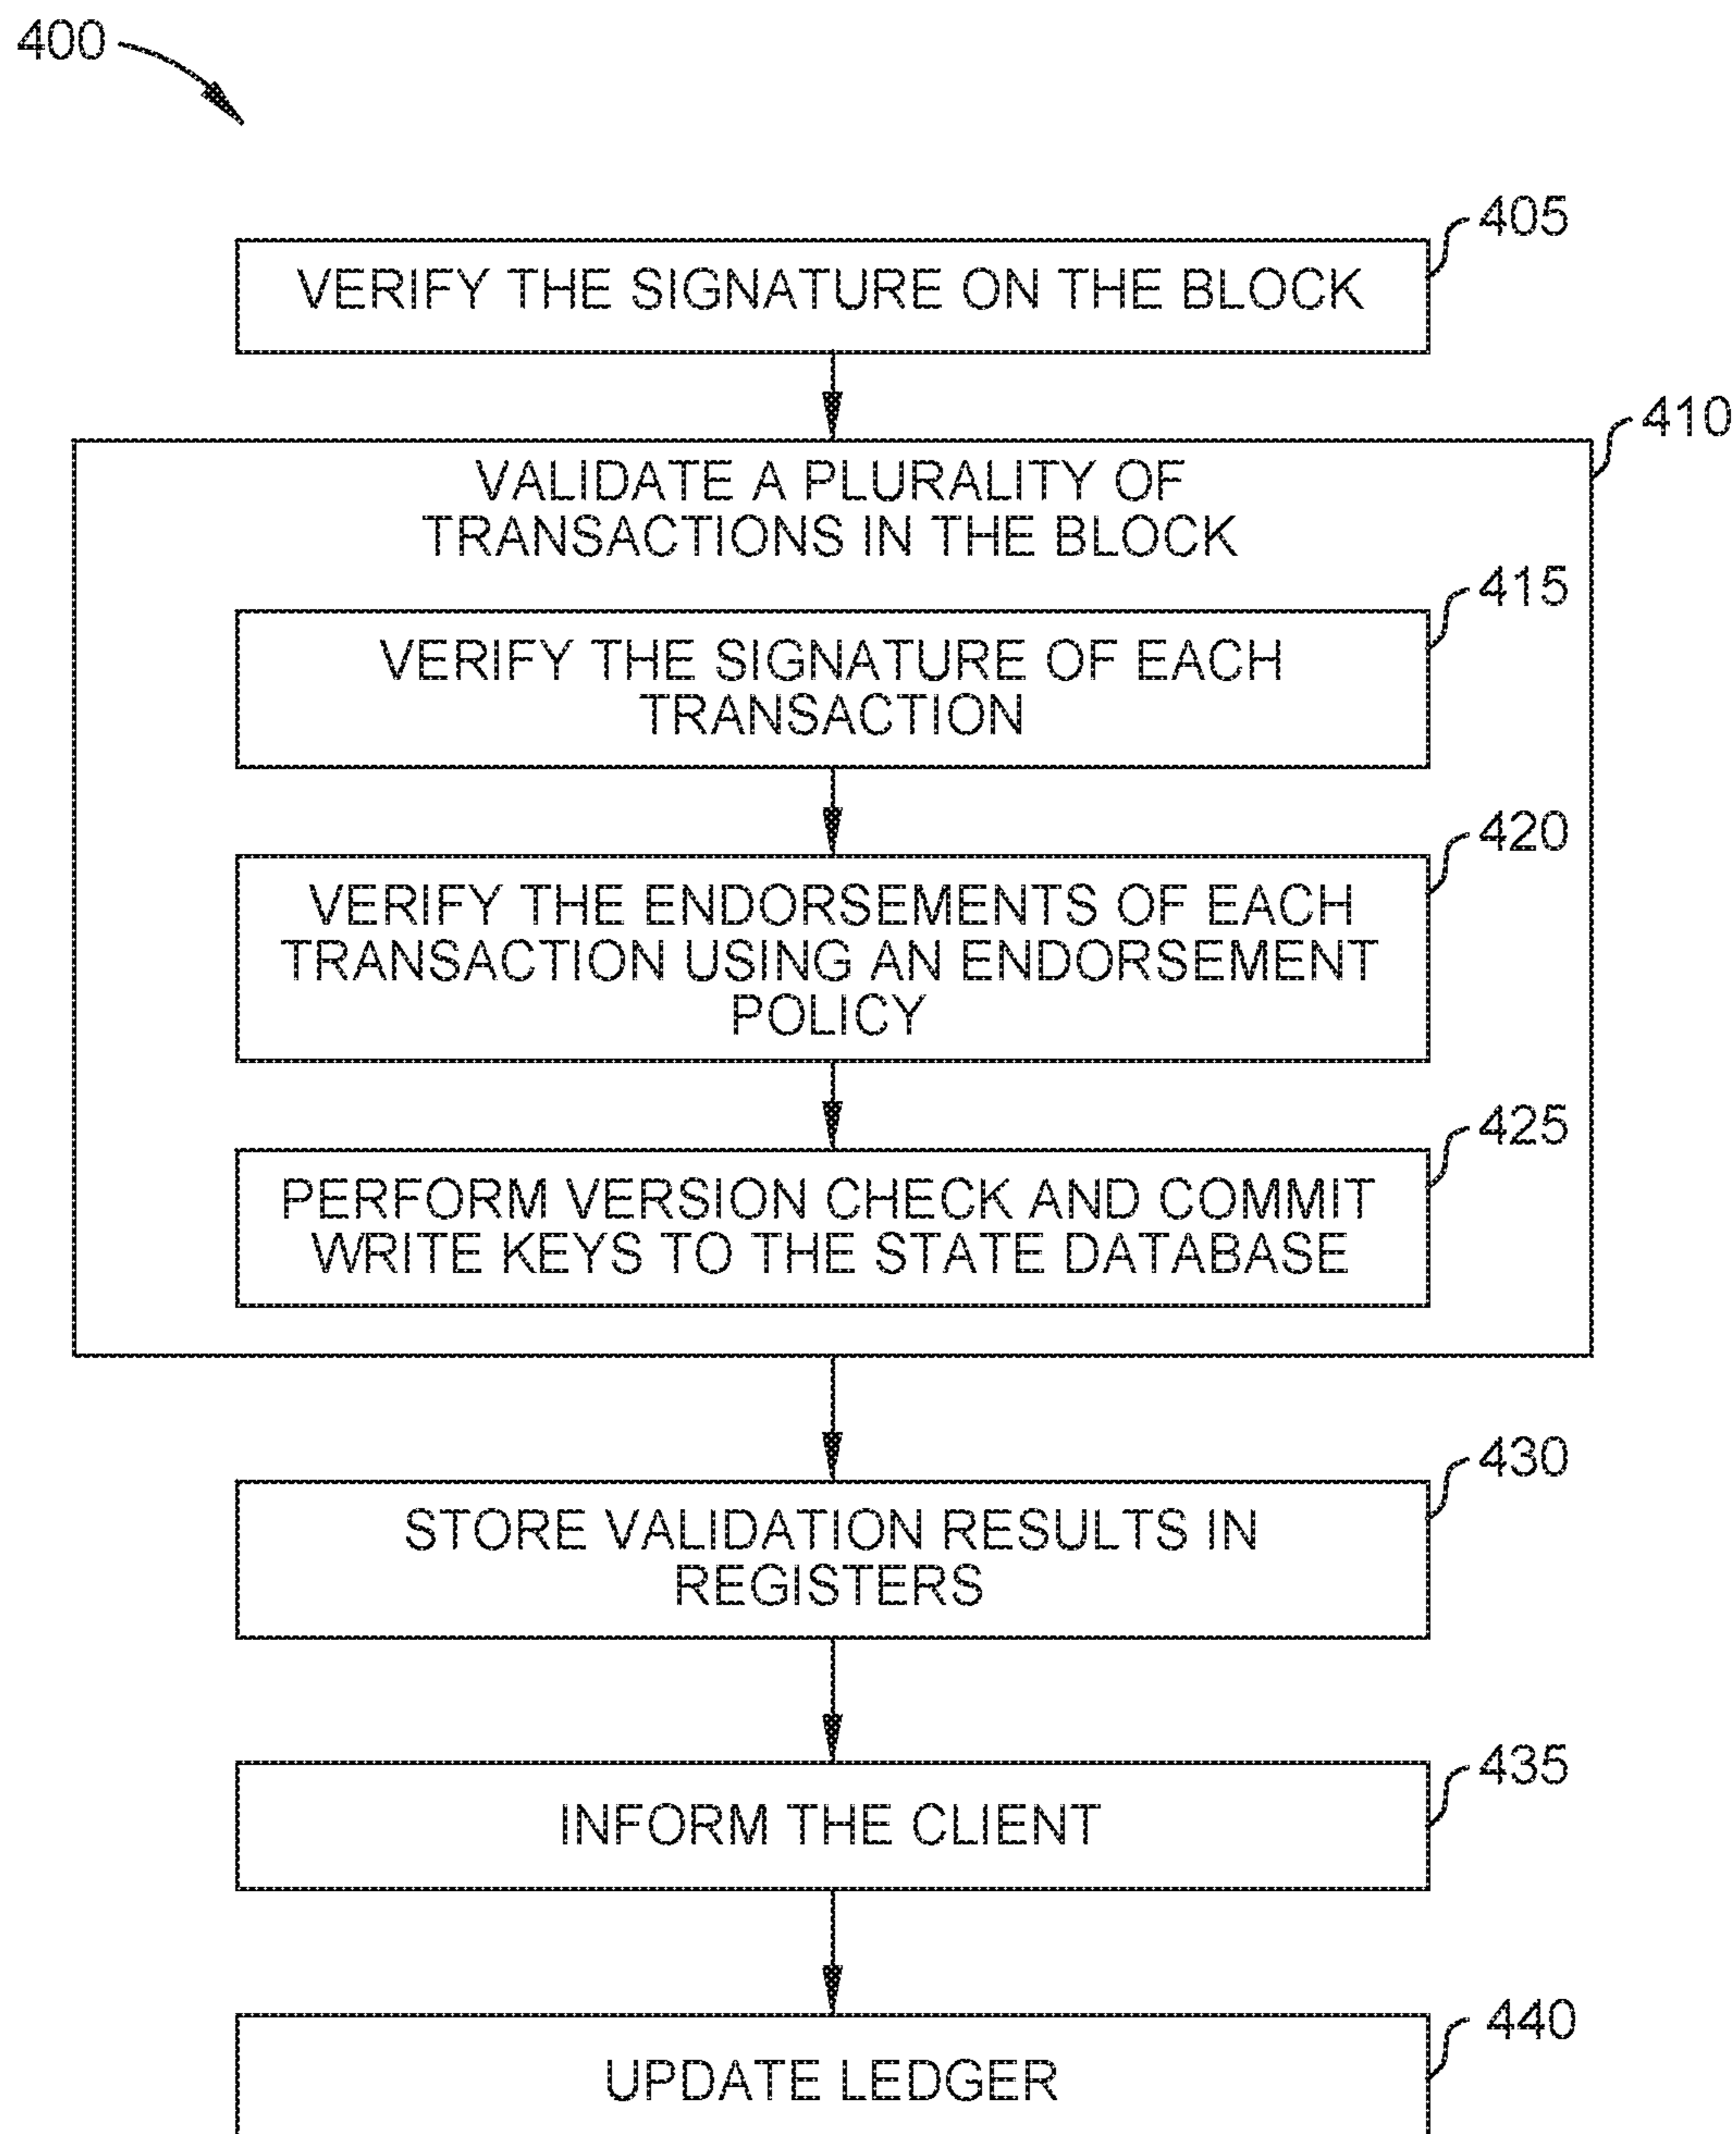 400
405
VERIFY THE SIGNATURE ON THE BLOCK
410
VALIDATE A PLURALITY OF
TRANSACTIONS IN THE BLOCK
415
VERIFY THE SIGNATURE OF EACH
TRANSACTION
420
VERIFY THE ENDORSEMENTS OF EACH
TRANSACTION USING AN ENDORSEMENT
POLICY
425
PERFORM VERSION CHECK AND COMMIT
WRITE KEYS TO THE STATE DATABASE
430
STORE VALIDATION RESULTS IN
REGISTERS
435
INFORM THE CLIENT
440
UPDATE LEDGER